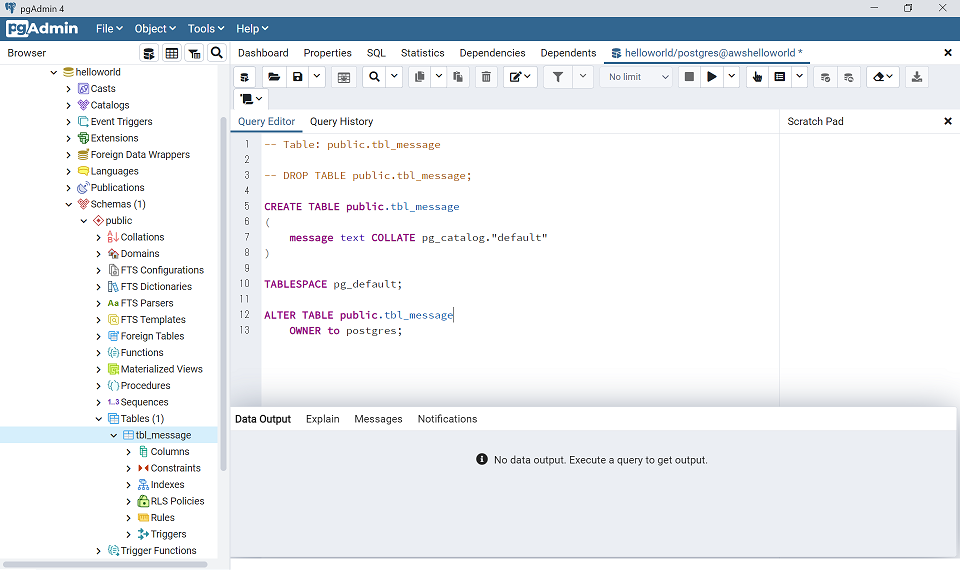 pgAdmin 4
pgAdmin File Object Tools Help
Browser
Dashboard Properties SQL Statistics Dependencies Dependents helloworld/postgres@awshelloworld *
No limit
helloworld
Casts
Catalogs
Event Triggers
Extensions
Foreign Data Wrappers
Languages
Publications
Schemas (1)
public
Collations
Domains
FTS Configurations
FTS Dictionaries
FTS Parsers
FTS Templates
Foreign Tables
Functions
Materialized Views
Procedures
Sequences
Tables (1)
tbl_message
Columns
Constraints
Indexes
RLS Policies
Rules
Triggers
Trigger Functions
Query Editor Query History
Scratch Pad
1 -- Table: public.tbl_message
2
3 -- DROP TABLE public.tbl_message;
4
5 CREATE TABLE public.tbl_message
6 (
7 message text COLLATE pg_catalog."default"
8 )
9
10 TABLESPACE pg_default;
11
12 ALTER TABLE public.tbl_message
13 OWNER to postgres;
Data Output Explain Messages Notifications
No data output. Execute a query to get output.